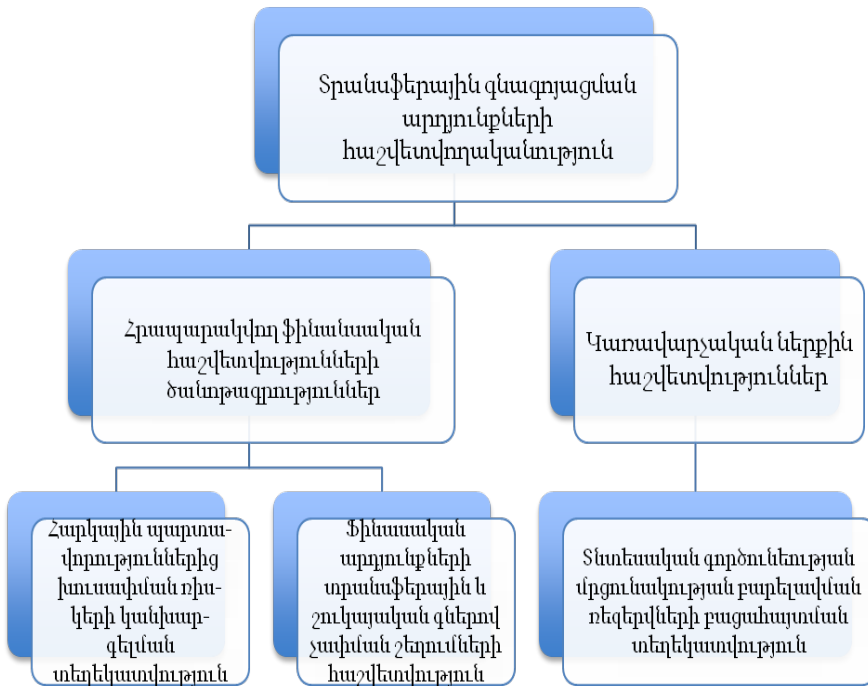 Տրանսֆերային գնագոյացման
արդյունքների
հաշվետվողականություն
Հրապարակվող ֆինանսական
հաշվետվությունների
ծանոթագրություններ
Կառավարչական ներքին
հաշվետվություններ
Հարկային պարտա-
վորություններից
խուսափման ռիս-
կերի կանխար-
գելման
տեղեկատվություն
Ֆինասական
արդյունքների
տրանսֆերային և
շուկայական գներով
չափման շեղումների
հաշվետվություն
Տնտեսական գործունեության
մրցունակության բարելավման
ռեզերվների բացահայտման
տեղեկատվություն